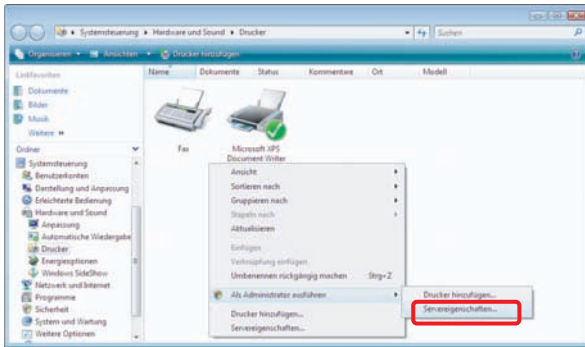 Systemsteuerung ▸ Hardware und Sound ▸ Drucker
Suchen
Organisieren
Ansichten
Drucker hinzufügen
Linkfavoriten
Dokumente
Bilder
Musik
Weitere »
Ordner
Systemsteuerung
Benutzerkonten
Darstellung und Anpassung
Erleichterte Bedienung
Hardware und Sound
Anpassung
Automatische Wiedergabe
Drucker
Energieoptionen
Windows SideShow
Netzwerk und Internet
Programme
Sicherheit
System und Wartung
Weitere Optionen
Name Dokumente Status Kommentare Ort Modell
Fax
Microsoft XPS
Document Writer
Ansicht
Sortieren nach
Gruppieren nach
Stapeln nach
Aktualisieren
Einfügen
Verknüpfung einfügen
Umbenennen rückgängig machen Strg+Z
Als Administrator ausführen
Drucker hinzufügen...
Servereigenschaften...
Drucker hinzufügen...
Servereigenschaften...